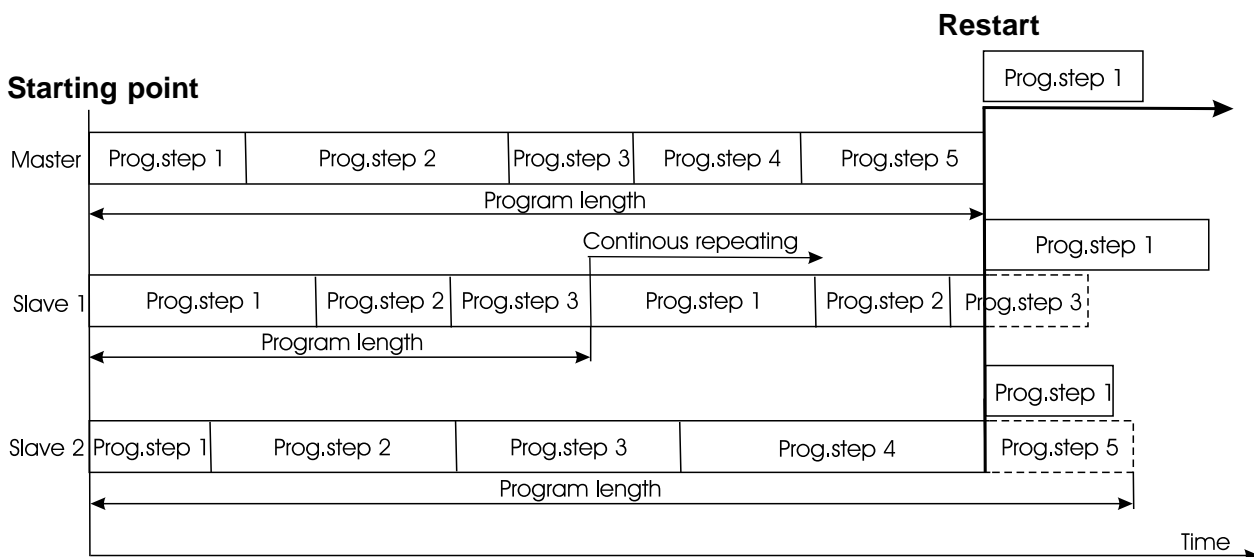 Restart
Prog.step 1
Starting point
Master Prog.step 1 Prog.step 2 Prog.step 3 Prog.step 4 Prog.step 5
Program length
Prog.step 1
Continous repeating
Slave 1 Prog.step 1 Prog.step 2 Prog.step 3 Prog.step 1 Prog.step 2 Prog.step 3
Program length
Prog.step 1
Slave 2 Prog.step 1 Prog.step 2 Prog.step 3 Prog.step 4 Prog.step 5
Program length
Time